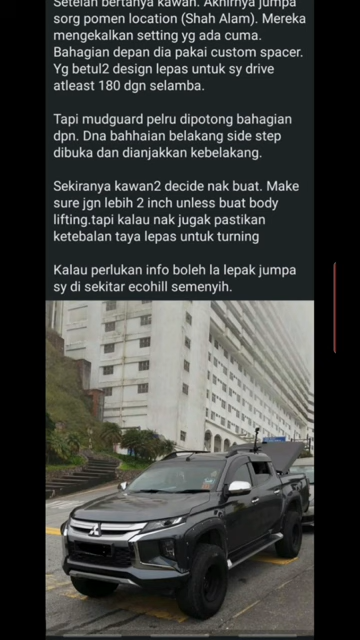 Setelah bertanya kawan. Akhirnya jumpa
sorg pomen location (Shah Alam). Mereka
mengekalkan setting yg ada cuma.
Bahagian depan dia pakai custom spacer.
Yg betul2 design lepas untuk sy drive
atleast 180 dgn selamba.
Tapi mudguard pelru dipotong bahagian
dpn. Dna bahhaian belakang side step
dibuka dan dianjakkan kebelakang.
Sekiranya kawan2 decide nak buat. Make
sure jgn lebih 2 inch unless buat body
lifting.tapi kalau nak jugak pastikan
ketebalan taya lepas untuk turning
Kalau perlukan info boleh la lepak jumpa
sy di sekitar ecohill semenyih.